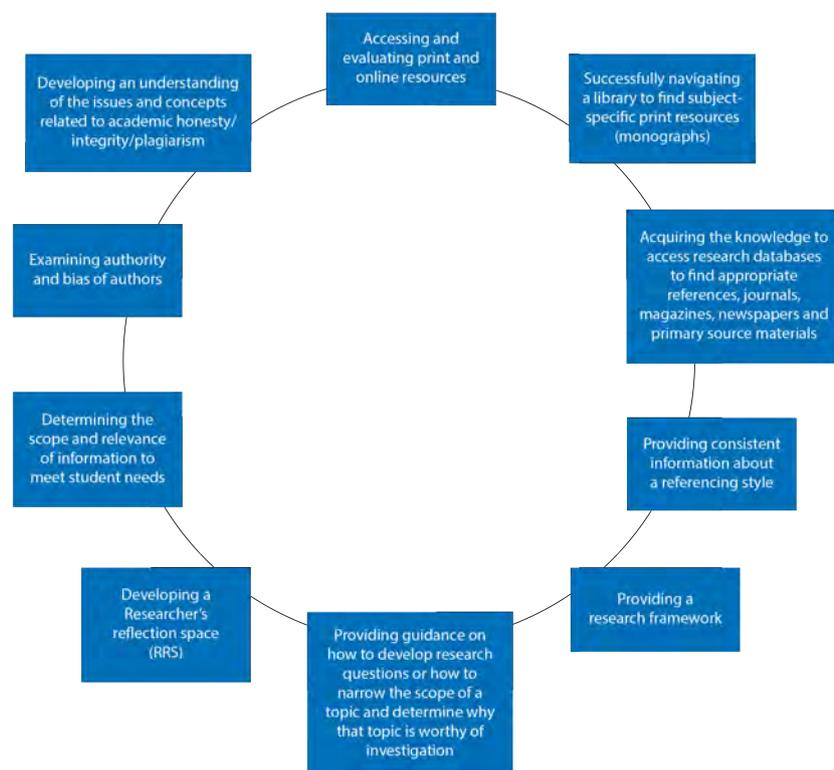 Accessing and
evaluating print and
online resources
Successfully navigating
a library to find subject-
specific print resources
(monographs)
Acquiring the knowledge to
access research databases
to find appropriate
references, journals,
magazines, newspapers and
primary source materials
Providing consistent
information about
a referencing style
Providing a
research framework
Providing guidance on
how to develop research
questions or how to
narrow the scope of a
topic and determine why
that topic is worthy of
investigation
Developing a
Researcher's
reflection space
(RRS)
Determining the
scope and relevance
of information to
meet student needs
Examining authority
and bias of authors
Developing an understanding
of the issues and concepts
related to academic honesty/
integrity/plagiarism